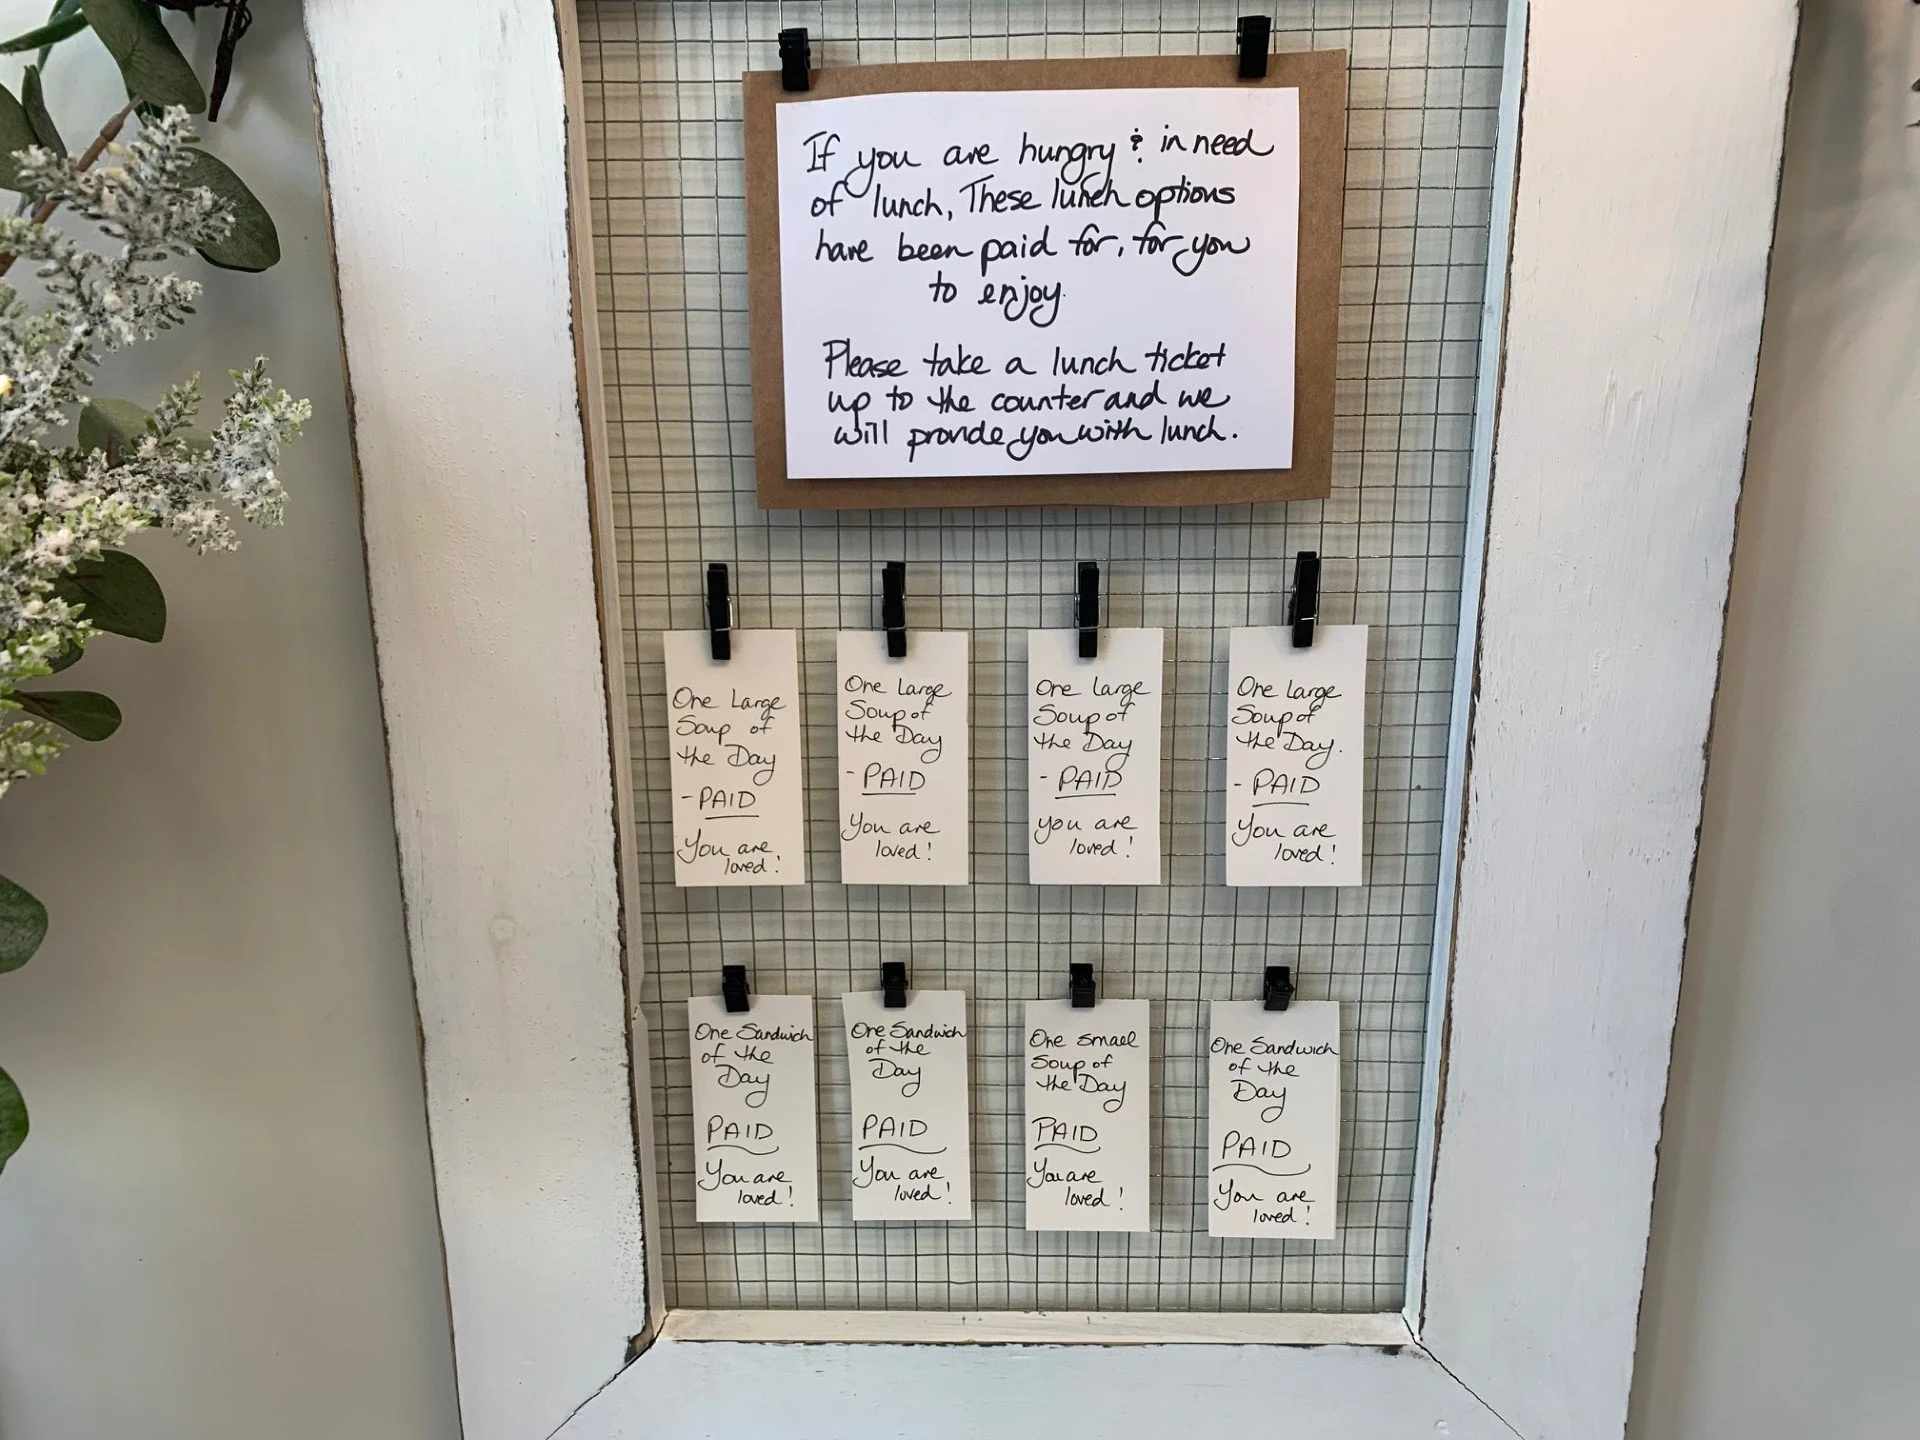 If you are hungry & in need
of lunch, These lunch options
have been paid for, for you
to enjoy.
Please take a lunch ticket
up to the counter and we
will provide you with lunch.
One Large
Soup of
the Day
- PAID
You are
loved!
One Large
Soup of
the Day
- PAID
You are
loved!
One Large
Soup of
the Day
- PAID
you are
loved!
One Large
Soup of
the Day.
- PAID
You are
loved!
One Sandwich
of the
Day
PAID
You are
loved!
One Sandwich
of the
Day
PAID
You are
loved!
One small
Soup of
the Day
PAID
You are
loved!
One Sandwich
of the
Day
PAID
You are
loved!